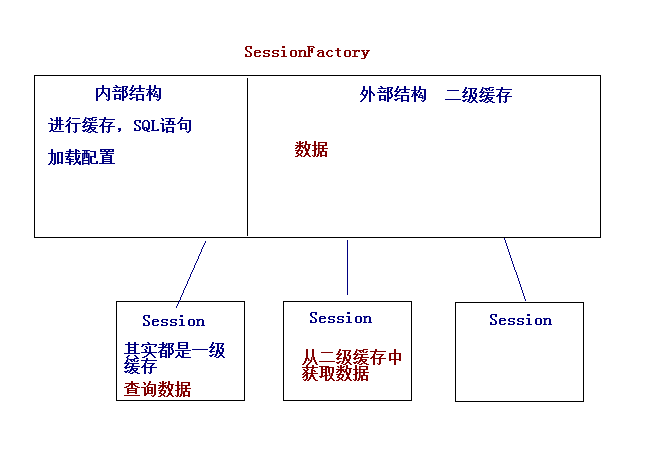 SessionFactory
内部结构
外部结构 二级缓存
进行缓存，SQL语句
数据
加载配置
Session
其实都是一级
缓存
查询数据
Session
从二级缓存中
获取数据
Session